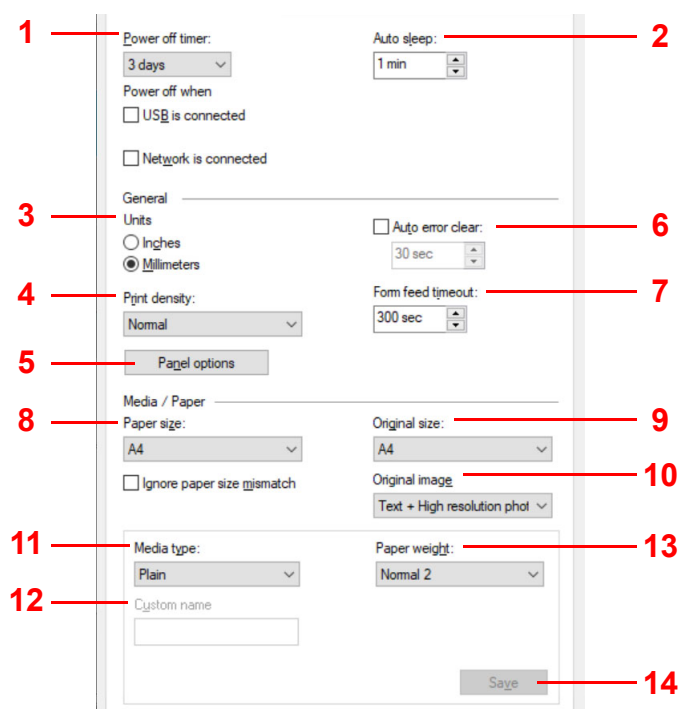 1 Power off timer: Auto sleep: 2
3 days 1 min
Power off when
USB is connected
Network is connected
General
3 Units Auto error clear: 6
Inches 30 sec
Millimeters
4 Print density: Form feed timeout: 7
Normal 300 sec
5 Panel options
Media / Paper
8 Paper size: Original size: 9
A4 A4
Ignore paper size mismatch Original image 10
Text + High resolution phot
11 Media type: Paper weight: 13
Plain Normal 2
12 Custom name
Save 14